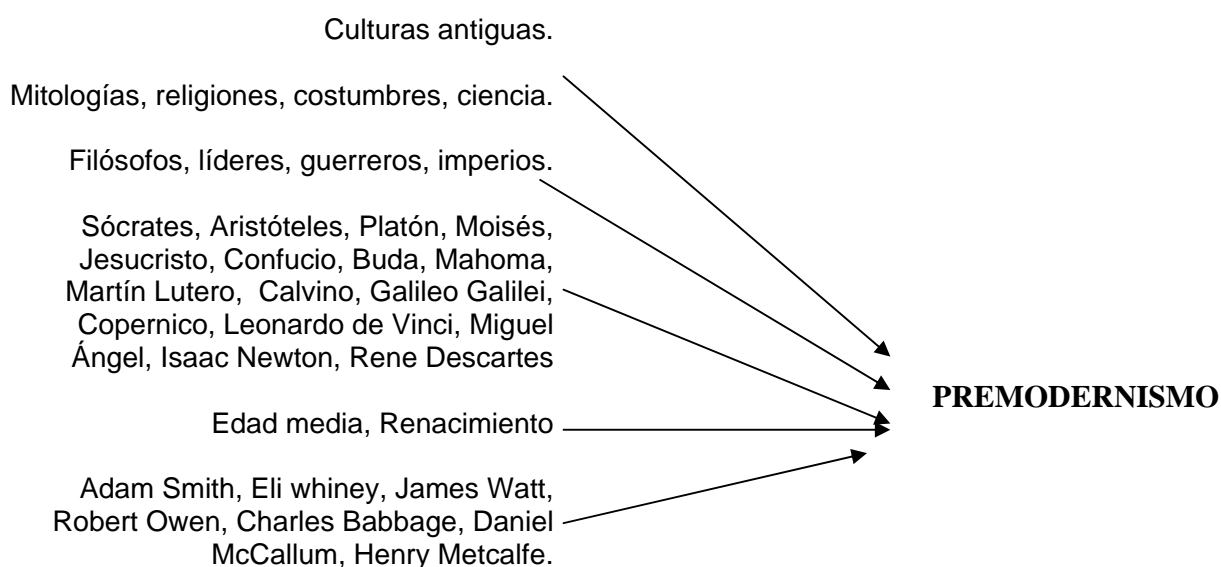 Culturas antiguas.
Mitologías, religiones, costumbres, ciencia.
Filósofos, líderes, guerreros, imperios.
Sócrates, Aristóteles, Platón, Moisés,
Jesucristo, Confucio, Buda, Mahoma,
Martín Lutero,  Calvino, Galileo Galilei,
Copernico, Leonardo de Vinci, Miguel
Ángel, Isaac Newton, Rene Descartes
Edad media, Renacimiento
Adam Smith, Eli whiney, James Watt,
Robert Owen, Charles Babbage, Daniel
McCallum, Henry Metcalfe.
PREMODERNISMO